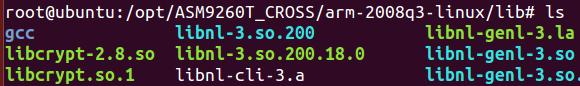 root@ubuntu:/opt/ASM9260T_CROSS/arm-2008q3-linux/lib# ls
gcc libnl-3.so.200 libnl-genl-3.la
libcrypt-2.8.so libnl-3.so.200.18.0 libnl-genl-3.so
libcrypt.so.1 libnl-cli-3.a libnl-genl-3.so.